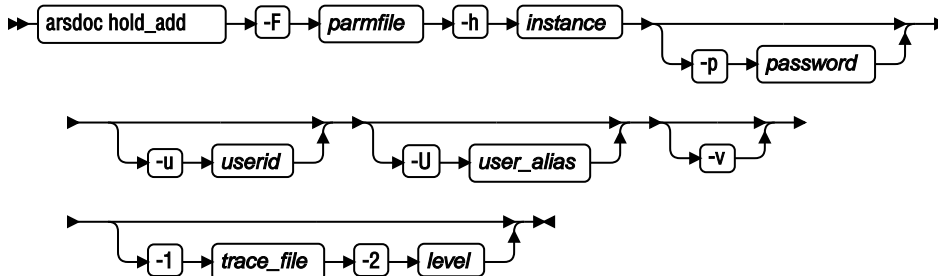 arsdoc hold_add -F parmfile -h instance
-p password
-u userid -U user_alias -v
-1 trace_file -2 level